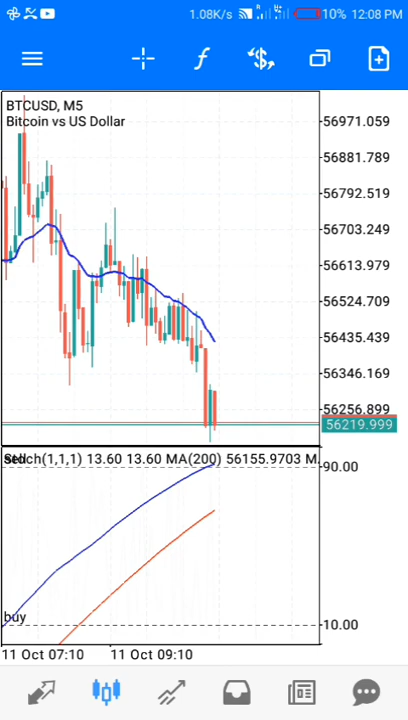 1.08K/s 10% 12:08 PM
BTCUSD, M5
Bitcoin vs US Dollar
56971.059
56881.789
56792.519
56703.249
56613.979
56524.709
56435.439
56346.169
56256.899
56219.999
Stoch(1,1,1) 13.60 13.60 MA(200) 56155.9703 M.
90.00
buy
10.00
11 Oct 07:10 11 Oct 09:10